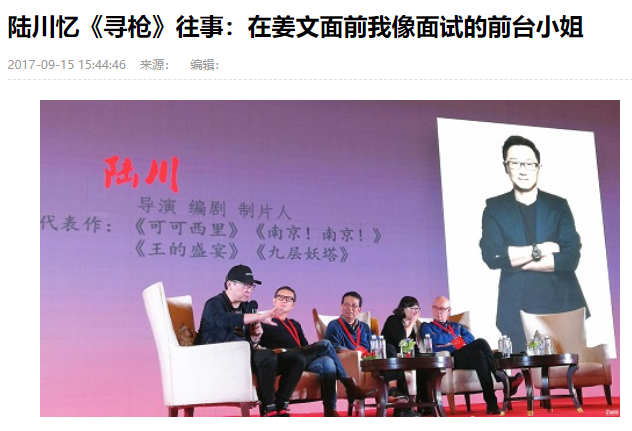 陆川忆《寻枪》往事：在姜文面前我像面试的前台小姐
2017-09-15 15:44:46 来源： 编辑：
陆川
导演 编剧 制片人
代表作：《可可西里》《南京！南京！》
《王的盛宴》《九层妖塔》